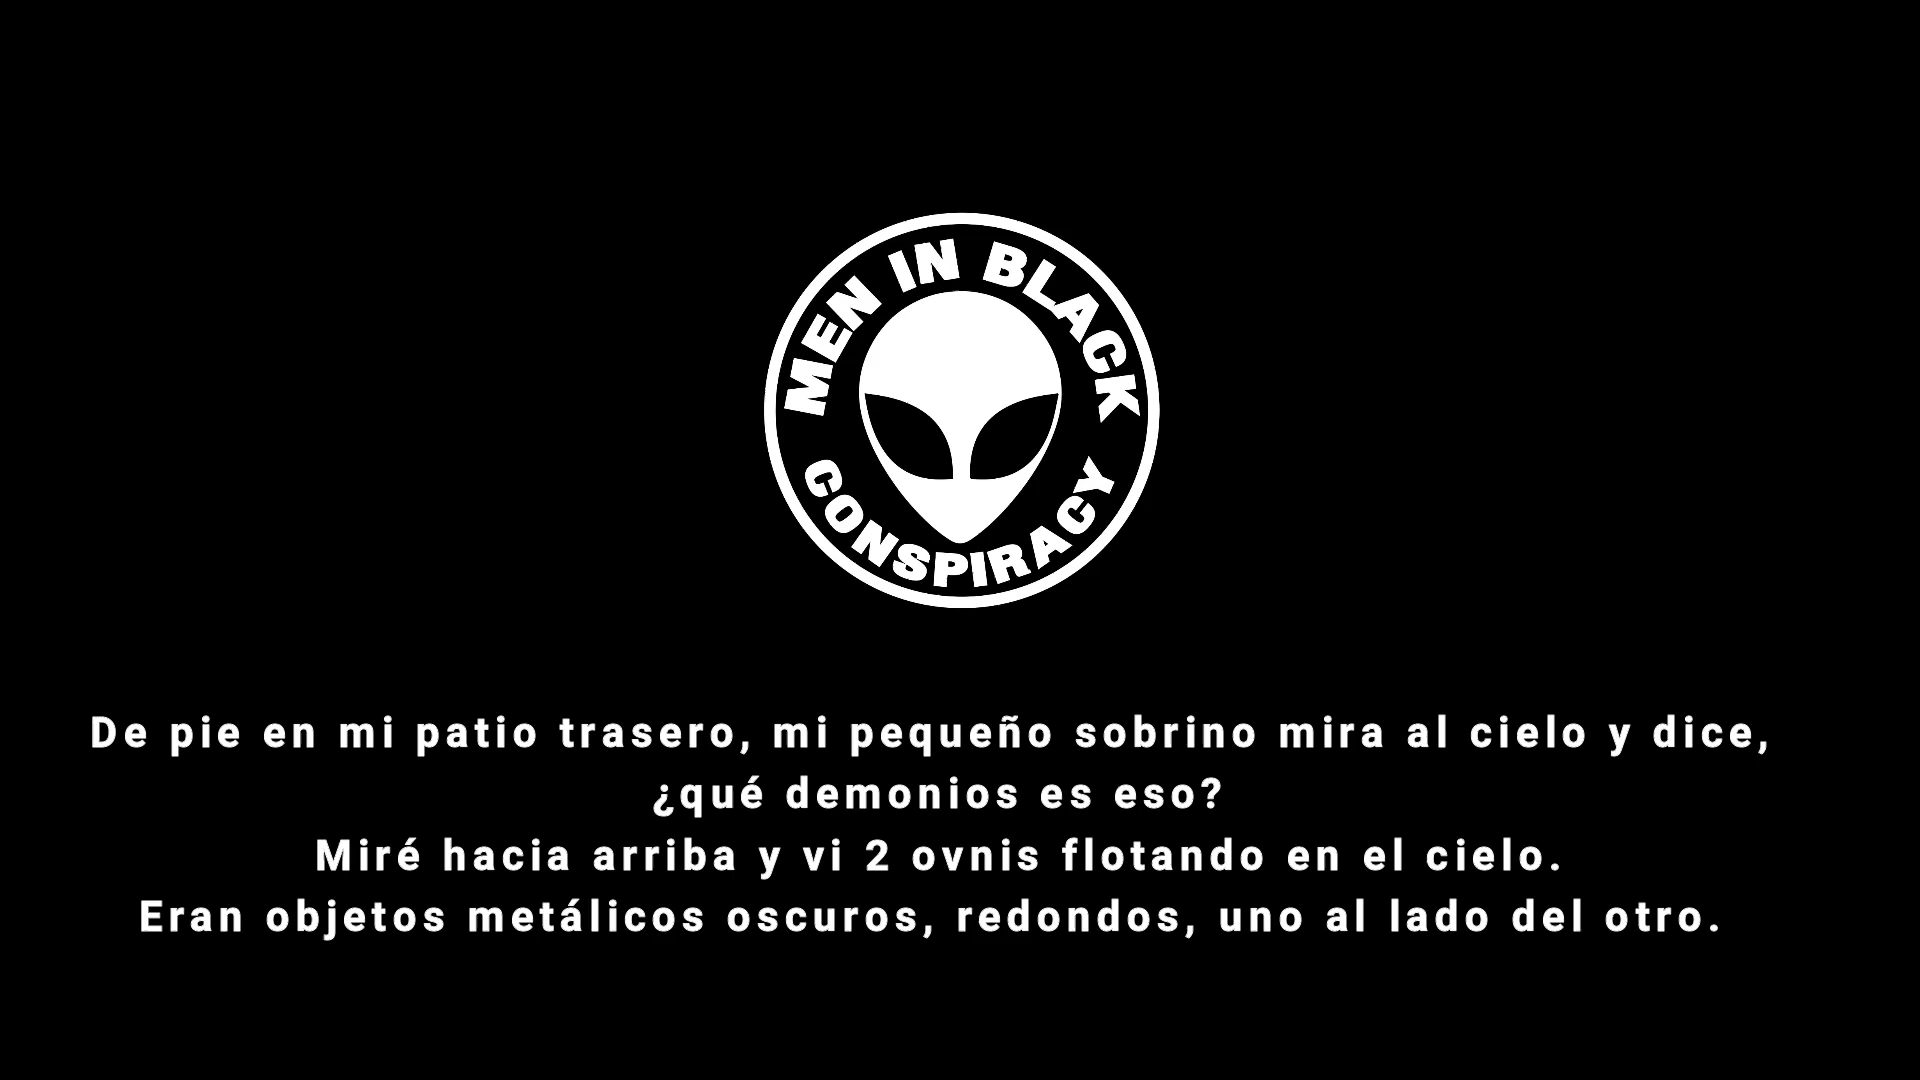 MEN IN BLACK
CONSPIRACY
De pie en mi patio trasero, mi pequeño sobrino mira al cielo y dice,
¿qué demonios es eso?
Miré hacia arriba y vi 2 ovnis flotando en el cielo.
Eran objetos metálicos oscuros, redondos, uno al lado del otro.